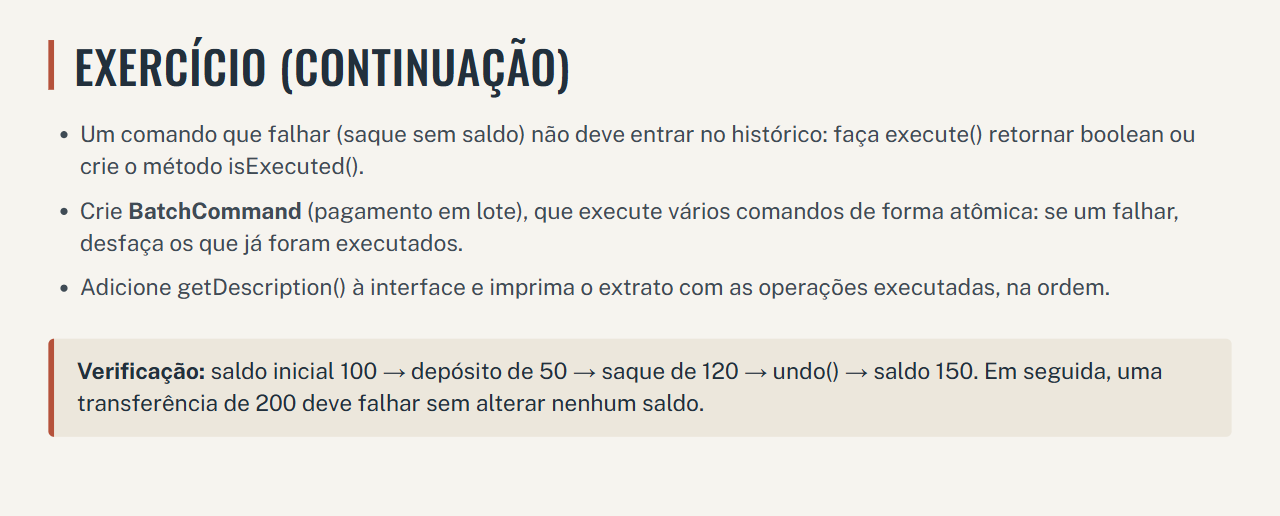 EXERCÍCIO (CONTINUAÇÃO)
• Um comando que falhar (saque sem saldo) não deve entrar no histórico: faça execute() retornar boolean ou
crie o método isExecuted().
• Crie BatchCommand (pagamento em lote), que execute vários comandos de forma atômica: se um falhar,
desfaça os que já foram executados.
• Adicione getDescription() à interface e imprima o extrato com as operações executadas, na ordem.
Verificação: saldo inicial 100 → depósito de 50 → saque de 120 → undo() → saldo 150. Em seguida, uma
transferência de 200 deve falhar sem alterar nenhum saldo.